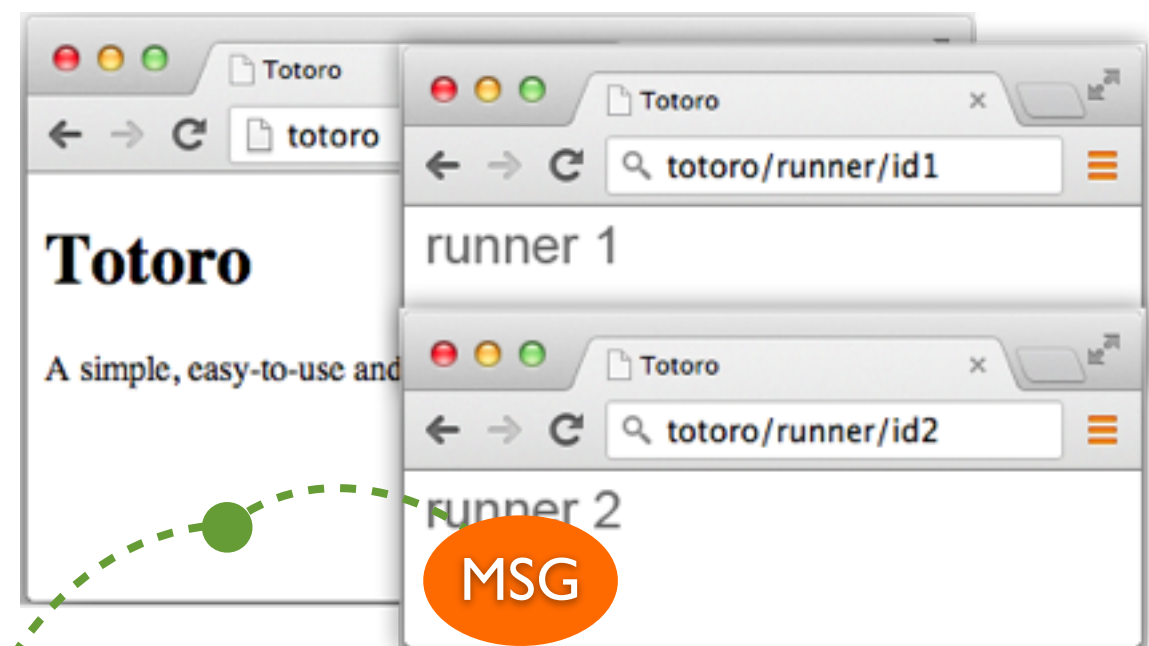 Totoro
totoro
Totoro
A simple, easy-to-use and
Totoro
totoro/runner/id1
runner 1
Totoro
totoro/runner/id2
runner 2
MSG